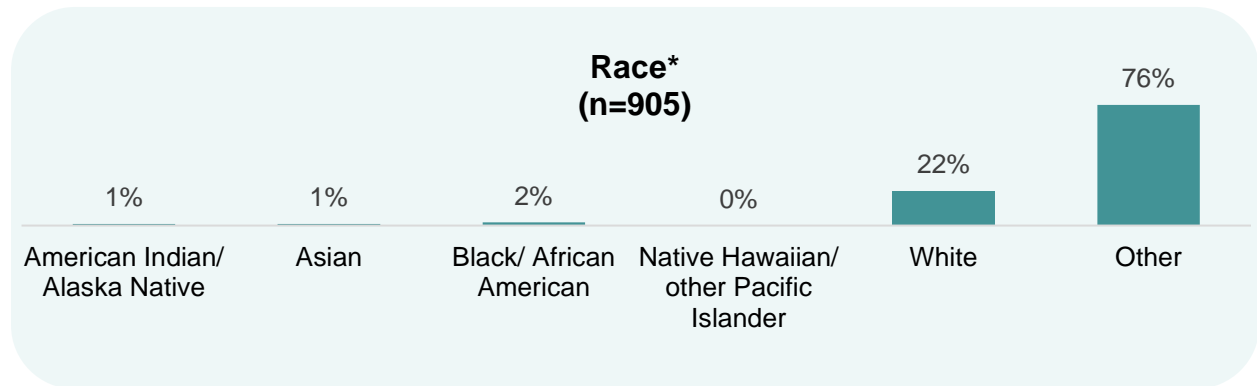 Race*
(n=905)
1%
1%
2%
0%
22%
76%
American Indian/
Alaska Native
Asian
Black/ African
American
Native Hawaiian/
other Pacific
Islander
White
Other